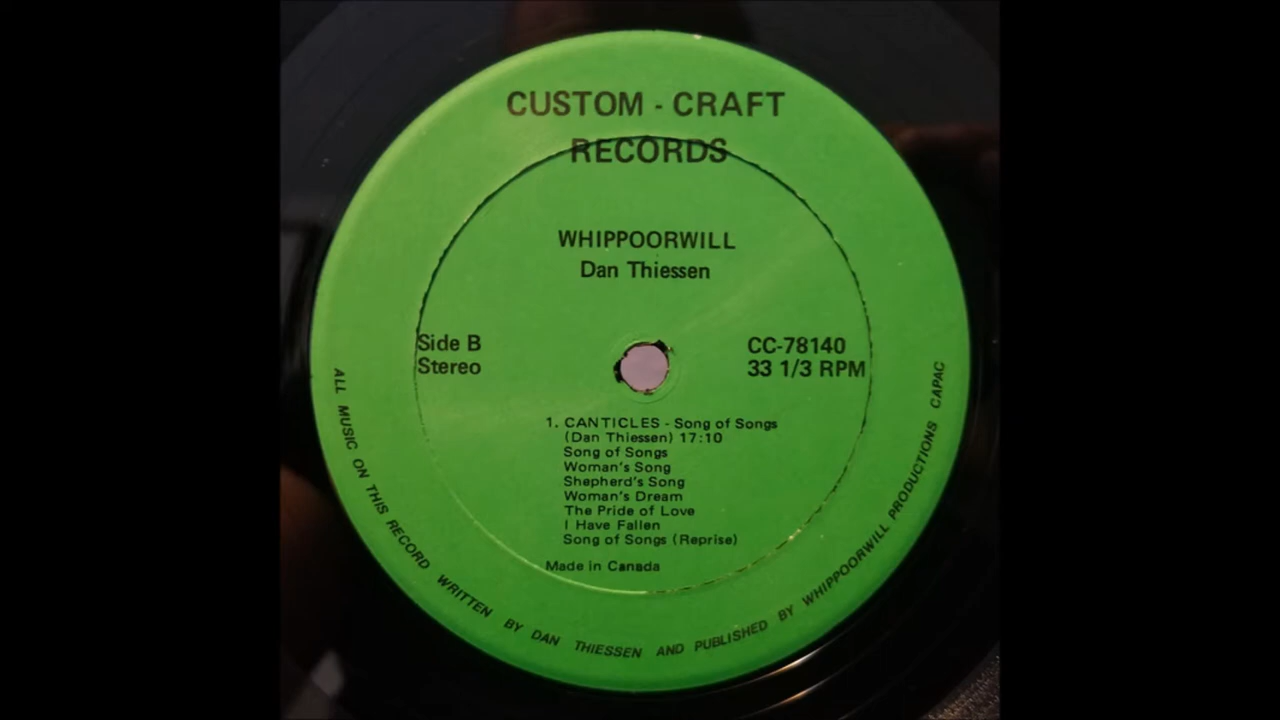 CUSTOM - CRAFT
RECORDS
WHIPPOORWILL
Dan Thiessen
Side B
Stereo
CC-78140
33 1/3 RPM
1. CANTICLES - Song of Songs
(Dan Thiessen) 17:10
Song of Songs
Woman's Song
Shepherd's Song
Woman's Dream
The Pride of Love
I Have Fallen
Song of Songs (Reprise)
Made in Canada
ALL MUSIC ON THIS RECORD WRITTEN BY DAN THIESSEN AND PUBLISHED BY WHIPPOORWILL PRODUCTIONS CAPAC